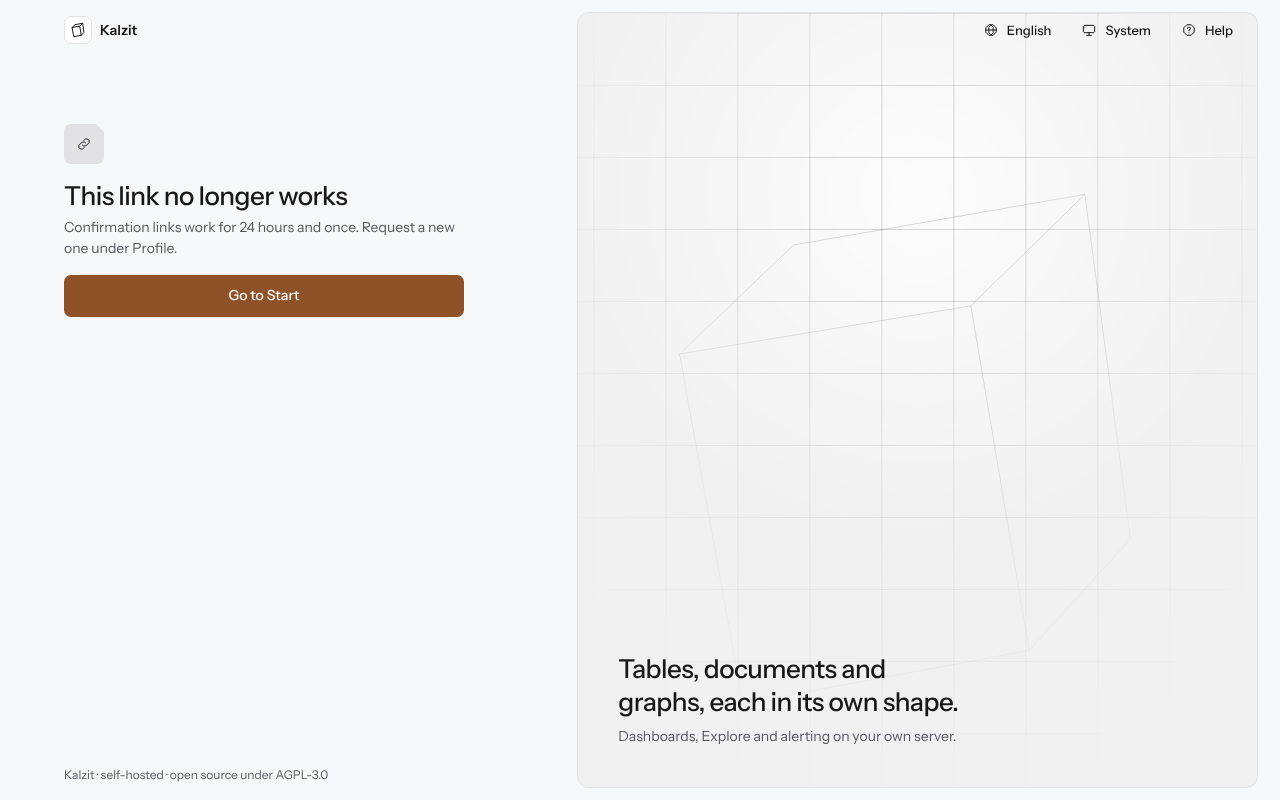 Kalzit
English
System
Help
This link no longer works
Confirmation links work for 24 hours and once. Request a new
one under Profile.
Go to Start
Tables, documents and
graphs, each in its own shape.
Dashboards, Explore and alerting on your own server.
Kalzit · self-hosted · open source under AGPL-3.0